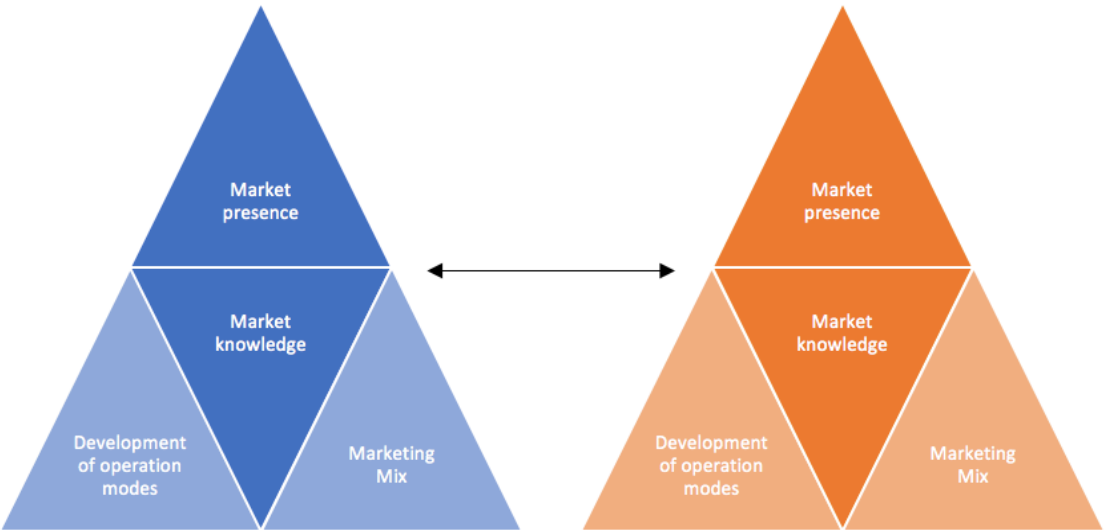 Market
presence
Market
knowledge
Development
of operation
modes
Marketing
Mix
Market
presence
Market
knowledge
Development
of operation
modes
Marketing
Mix